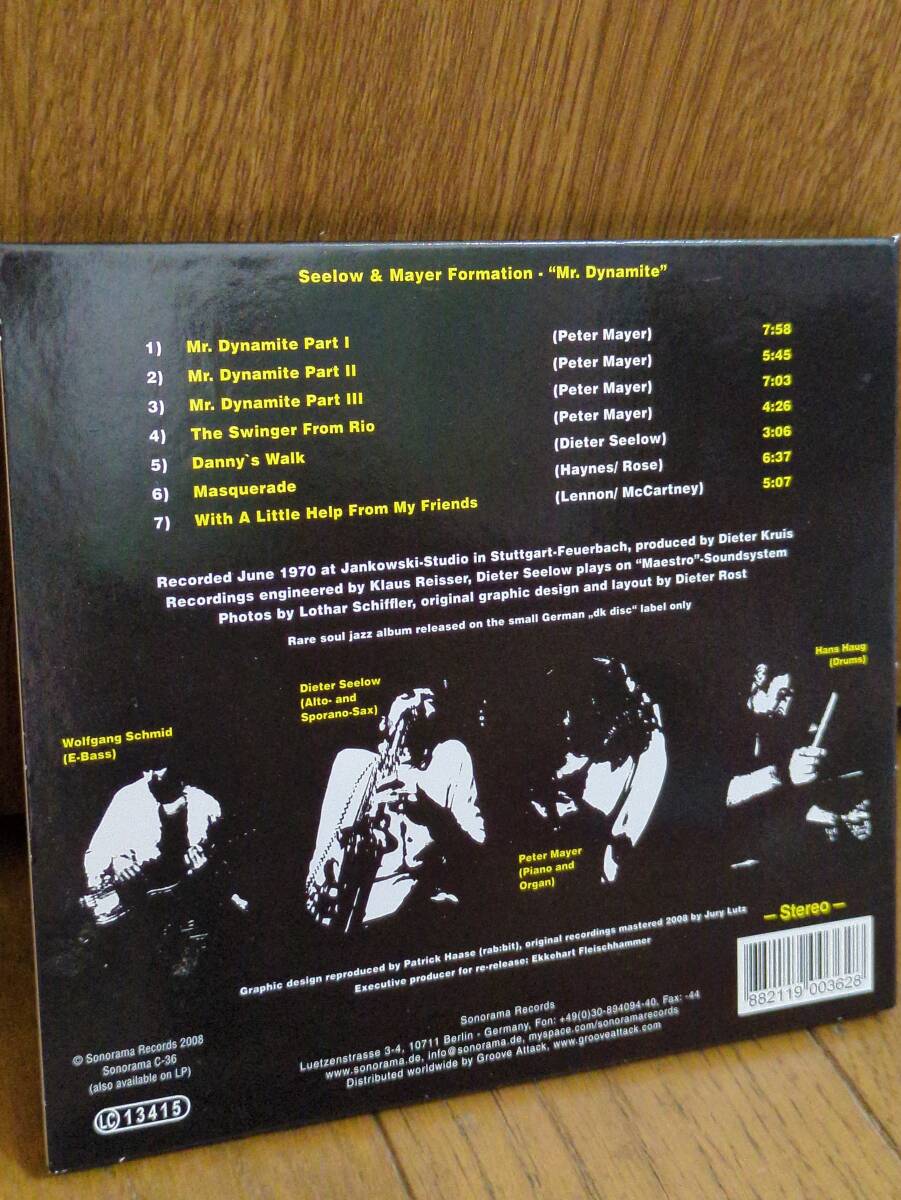 Seelow & Mayer Formation - “Mr. Dynamite”
1) Mr. Dynamite Part I (Peter Mayer) 7:58
2) Mr. Dynamite Part II (Peter Mayer) 5:45
3) Mr. Dynamite Part III (Peter Mayer) 7:03
4) The Swinger From Rio (Peter Mayer) 4:26
5) Danny`s Walk (Dieter Seelow) 3:06
6) Masquerade (Haynes/ Rose) 6:37
7) With A Little Help From My Friends (Lennon/ McCartney) 5:07
Recorded June 1970 at Jankowski-Studio in Stuttgart-Feuerbach, produced by Dieter Kruis
Recordings engineered by Klaus Reisser, Dieter Seelow plays on “Maestro”-Soundsystem
Photos by Lothar Schiffler, original graphic design and layout by Dieter Rost
Rare soul jazz album released on the small German „dk disc” label only
Wolfgang Schmid
(E-Bass)
Dieter Seelow
(Alto- and
Sporano-Sax)
Peter Mayer
(Piano and
Organ)
Hans Haug
(Drums)
– Stereo –
Graphic design reproduced by Patrick Haase (rab:bit), original recordings mastered 2008 by Jury Lutz
Executive producer for re-release: Ekkehart Fleischhammer
Sonorama Records
Luetzenstrasse 3-4, 10711 Berlin - Germany, Fon: +49(0)30-894094-40, Fax: -44
www.sonorama.de, info@sonorama.de, myspace.com/sonoramarecords
Distributed worldwide by Groove Attack, www.grooveattack.com
© Sonorama Records 2008
Sonorama C-36
(also available on LP)
LC 13415
882119 003628